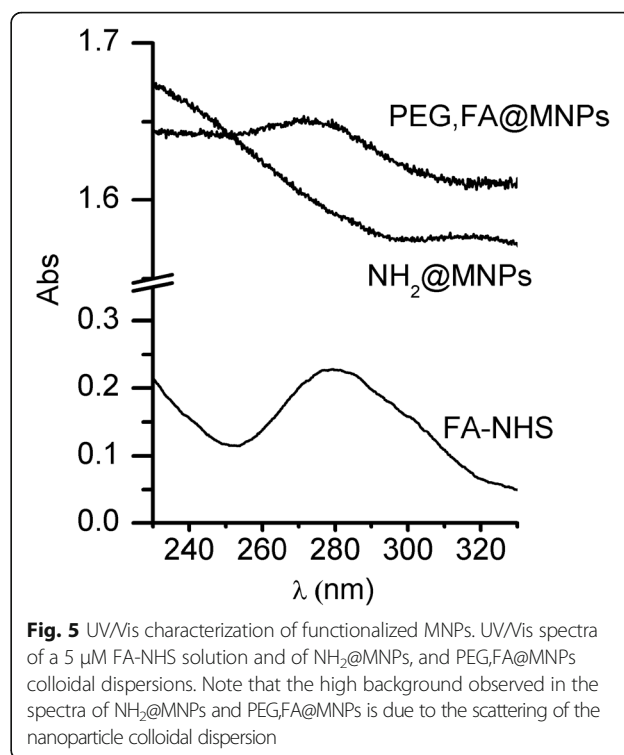 1.7
PEG,FA@MNPs
1.6
NH₂@MNPs
Abs
0.3
0.2
FA-NHS
0.1
0.0
240 260 280 300 320
λ (nm)
Fig. 5 UV/Vis characterization of functionalized MNPs. UV/Vis spectra
of a 5 μM FA-NHS solution and of NH₂@MNPs, and PEG,FA@MNPs
colloidal dispersions. Note that the high background observed in the
spectra of NH₂@MNPs and PEG,FA@MNPs is due to the scattering of the
nanoparticle colloidal dispersion